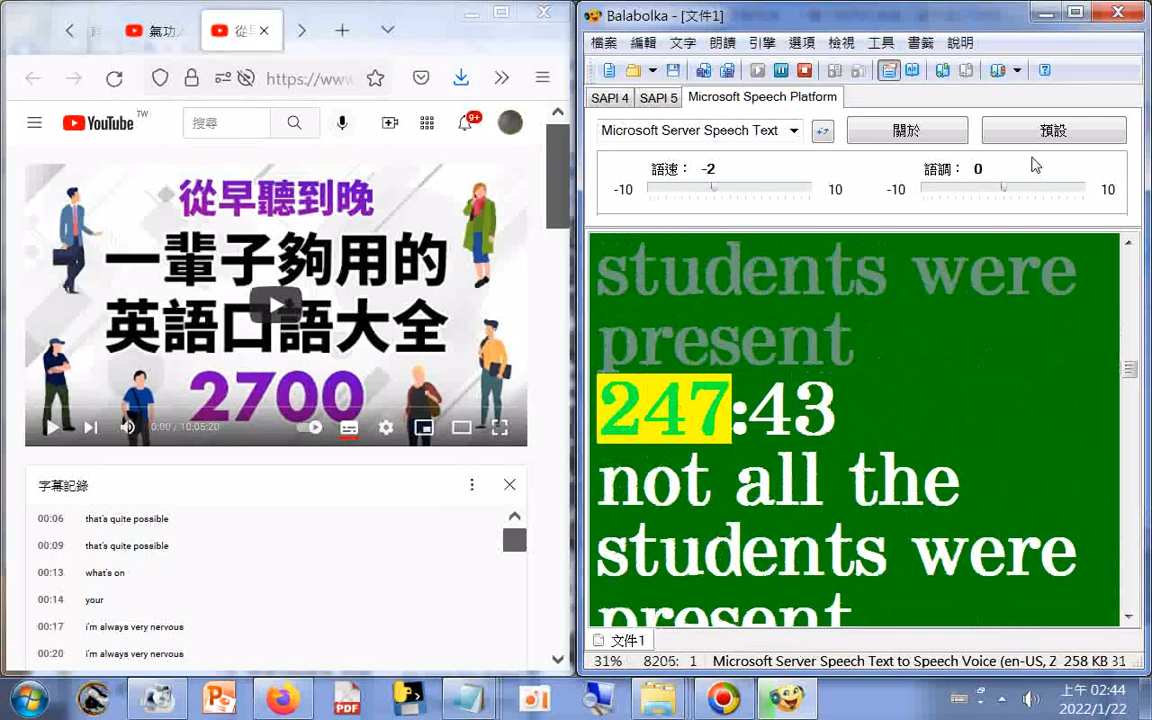 氣功
從
https://www
YouTube TW
搜尋
9+
從早聽到晚
一輩子夠用的
英語口語大全
2700
0:00 / 10:05:20
字幕記錄
00:06 that's quite possible
00:09 that's quite possible
00:13 what's on
00:14 your
00:17 i'm always very nervous
00:20 i'm always very nervous
Balabolka - [文件1]
檔案 編輯 文字 朗讀 引擎 選項 檢視 工具 書籤 說明
SAPI 4 SAPI 5 Microsoft Speech Platform
Microsoft Server Speech Text 關於 預設
語速： -2 語調： 0
-10 10 -10 10
students were
present
247:43
not all the
students were
present
文件1
31% 8205: 1 Microsoft Server Speech Text to Speech Voice (en-US, Z 258 KB 31
PDF
上午 02:44
2022/1/22